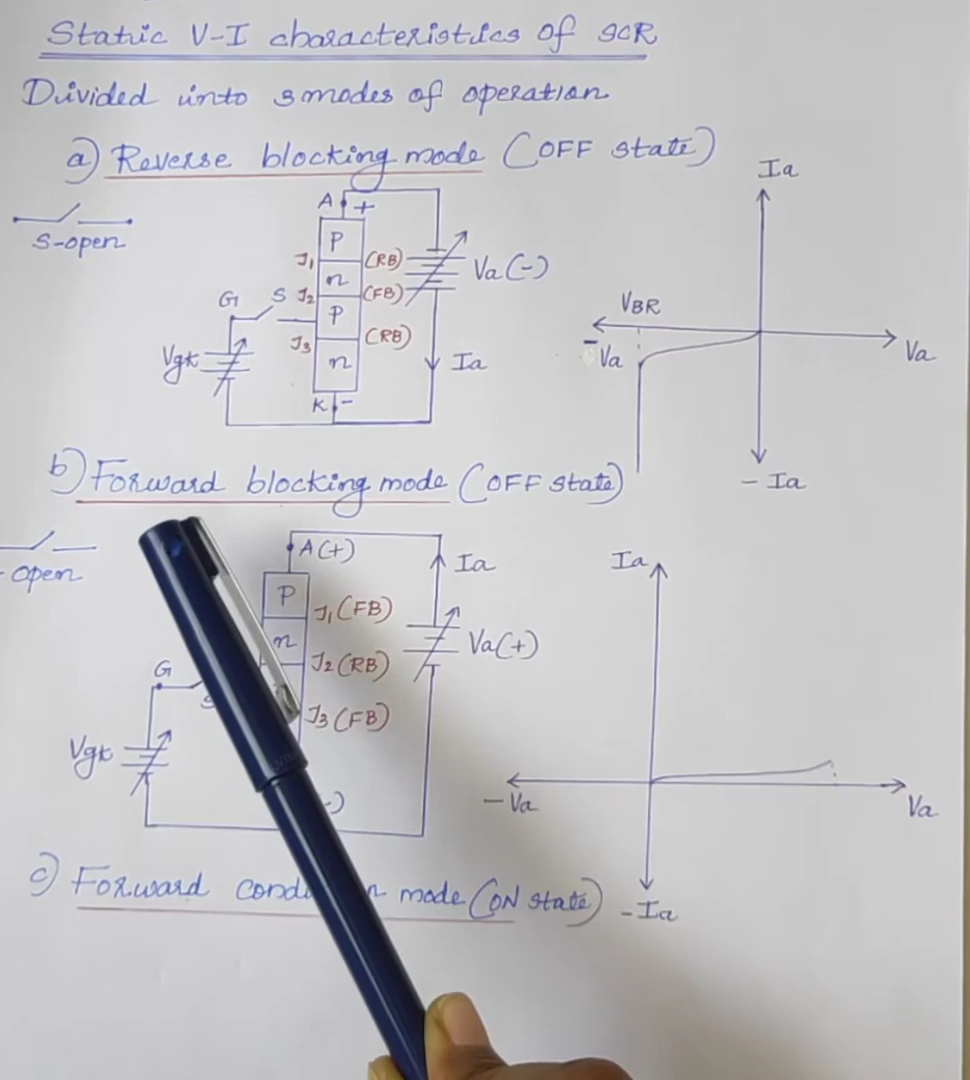 Static V-I characteristics of SCR
Divided into 3 modes of operation
a) Reverse blocking mode (OFF state)
S-open
A +
P
J1 (RB)
n
Va(-)
G S J2 (FB)
P
J3 (RB)
Vgk
n
Ia
K -
Ia
VBR
-Va
Va
- Ia
b) Forward blocking mode (OFF state)
- open
A(+)
Ia
P
J1 (FB)
n
Va(+)
J2 (RB)
G
S
J3 (FB)
Vgk
-)
Ia
-Va
Va
-Ia
c) Forward cond n mode (ON state)